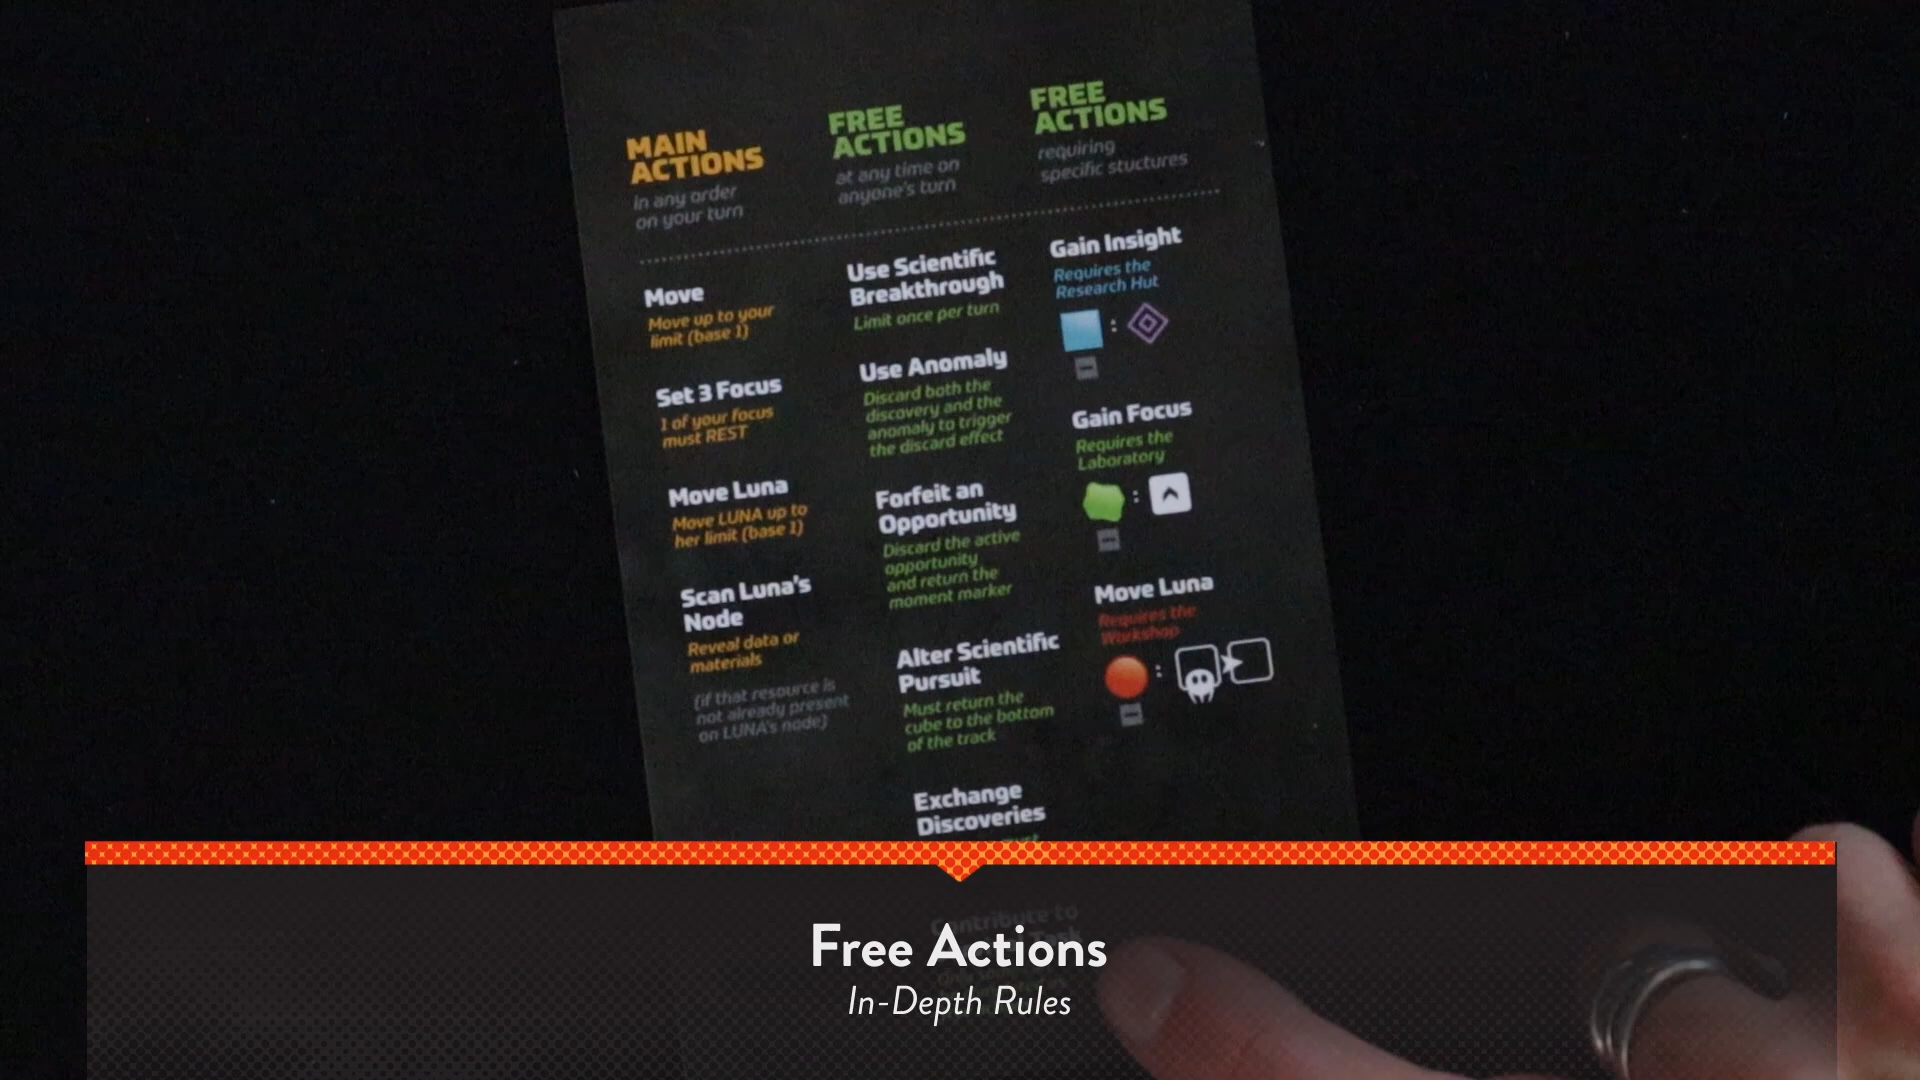 MAIN
ACTIONS
in any order
on your turn
Move
Move up to your
limit (base 1)
Set 3 Focus
1 of your focus
must REST
Move Luna
Move LUNA up to
her limit (base 1)
Scan Luna's
Node
Reveal data or
materials
(if that resource is
not already present
on LUNA's node)
FREE
ACTIONS
at any time on
anyone's turn
Use Scientific
Breakthrough
Limit once per turn
Use Anomaly
Discard both the
discovery and the
anomaly to trigger
the discard effect
Forfeit an
Opportunity
Discard the active
opportunity
and return the
moment marker
Alter Scientific
Pursuit
Must return the
cube to the bottom
of the track
Exchange
Discoveries
Contribute to
FREE
ACTIONS
requiring
specific stuctures
Gain Insight
Requires the
Research Hut
:
Gain Focus
Requires the
Laboratory
:
Move Luna
Requires the
Workshop
:
Free Actions
In-Depth Rules